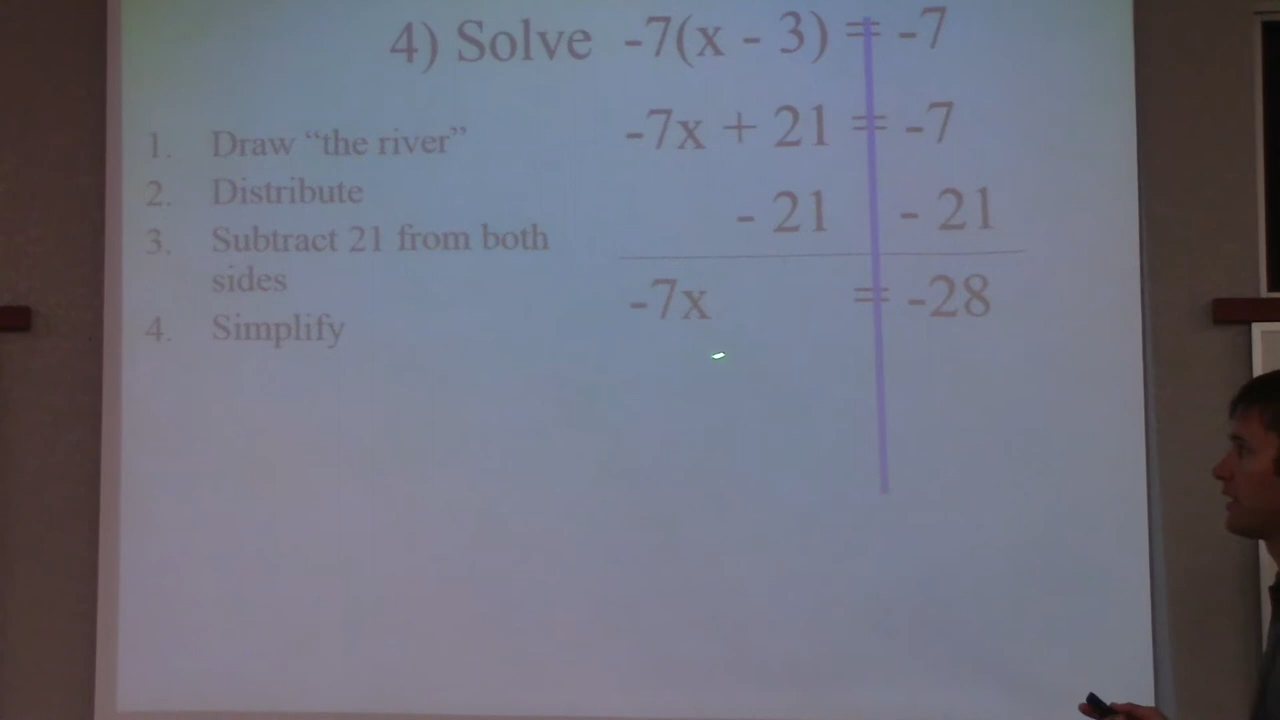 4) Solve -7(x - 3) = -7
-7x + 21 = -7
- 21 - 21
-7x = -28
1. Draw “the river”
2. Distribute
3. Subtract 21 from both
sides
4. Simplify